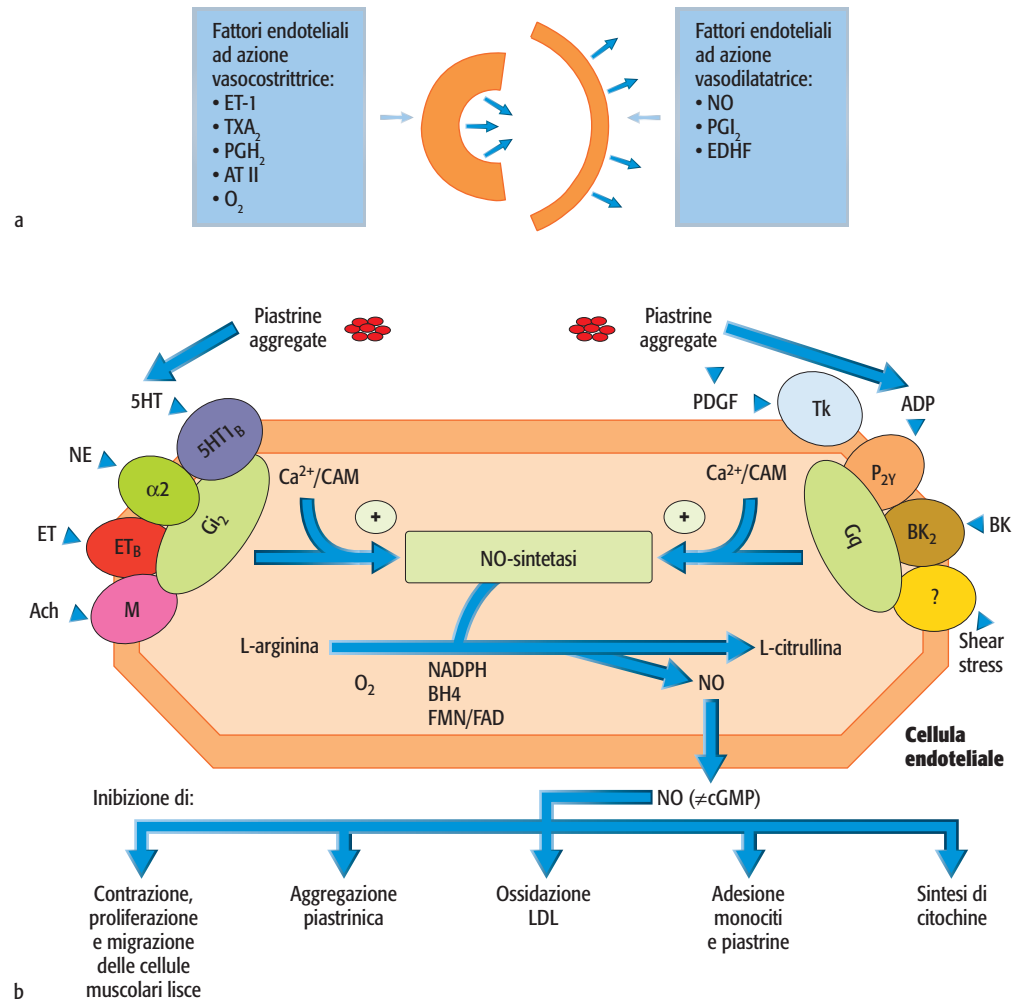 Fattori endoteliali
ad azione
vasocostrittrice:
• ET-1
• TXA₂
• PGH₂
• AT II
• O₂
Fattori endoteliali
ad azione
vasodilatatrice:
• NO
• PGI₂
• EDHF
a
Piastrine
aggregate
Piastrine
aggregate
5HT
5HT1B
NE
α2
ET
ETB
Ach
M
Gi₂
Ca²⁺/CAM
+
NO-sintetasi
Ca²⁺/CAM
+
PDGF
Tk
ADP
P2Y
Gq
BK₂
BK
?
Shear
stress
L-arginina
L-citrullina
O₂
NADPH
BH4
FMN/FAD
NO
Cellula
endoteliale
Inibizione di:
NO (≠cGMP)
Contrazione,
proliferazione
e migrazione
delle cellule
muscolari lisce
Aggregazione
piastrinica
Ossidazione
LDL
Adesione
monociti
e piastrine
Sintesi di
citochine
b